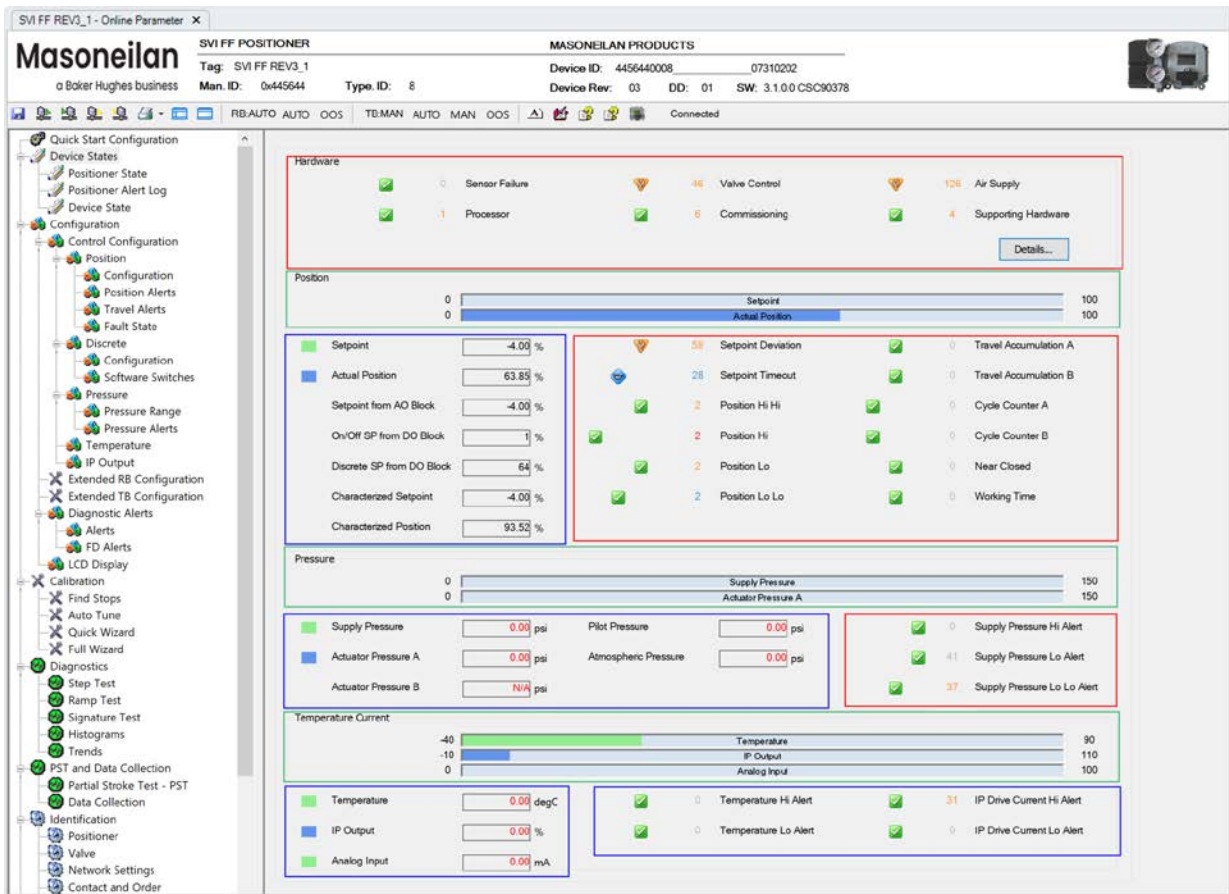 SVI FF REV3_1 - Online Parameter X
Masoneilan
a Baker Hughes business
SVI FF POSITIONER
MASONEILAN PRODUCTS
Tag: SVI FF REV3_1
Device ID: 4456440008_ 07310202
Man. ID: 0x445644 Type. ID: 8
Device Rev: 03 DD: 01 SW: 3.1.0.0 CSC90378
RB:AUTO AUTO OOS TB:MAN AUTO MAN OOS Connected
Quick Start Configuration
Device States
Positioner State
Positioner Alert Log
Device State
Configuration
Control Configuration
Position
Configuration
Position Alerts
Travel Alerts
Fault State
Discrete
Configuration
Software Switches
Pressure
Pressure Range
Pressure Alerts
Temperature
IP Output
Extended RB Configuration
Extended TB Configuration
Diagnostic Alerts
Alerts
FD Alerts
LCD Display
Calibration
Find Stops
Auto Tune
Quick Wizard
Full Wizard
Diagnostics
Step Test
Ramp Test
Signature Test
Histograms
Trends
PST and Data Collection
Partial Stroke Test - PST
Data Collection
Identification
Positioner
Valve
Network Settings
Contact and Order
Hardware
0 Sensor Failure 46 Valve Control 126 Air Supply
1 Processor 6 Commissioning 4 Supporting Hardware
Details...
Position
0 Setpoint 100
0 Actual Position 100
Setpoint -4.00 %
Actual Position 63.85 %
Setpoint from AO Block -4.00 %
On/Off SP from DO Block 1 %
Discrete SP from DO Block 64 %
Characterized Setpoint -4.00 %
Characterized Postion 93.52 %
58 Setpoint Deviation 0 Travel Accumulation A
28 Setpoint Timeout 0 Travel Accumulation B
2 Position Hi Hi 0 Cycle Counter A
2 Position Hi 0 Cycle Counter B
2 Position Lo 0 Near Closed
2 Position Lo Lo 0 Working Time
Pressure
0 Supply Pressure 150
0 Actuator Pressure A 150
Supply Pressure 0.00 psi Pilot Pressure 0.00 psi
Actuator Pressure A 0.00 psi Atmospheric Pressure 0.00 psi
Actuator Pressure B N/A psi
0 Supply Pressure Hi Alert
41 Supply Pressure Lo Alert
37 Supply Pressure Lo Lo Alert
Temperature Current
-40 Temperature 90
-10 IP Output 110
0 Analog Input 100
Temperature 0.00 degC
IP Output 0.00 %
Analog Input 0.00 mA
0 Temperature Hi Alert 31 IP Drive Current Hi Alert
0 Temperature Lo Alert 0 IP Drive Current Lo Alert